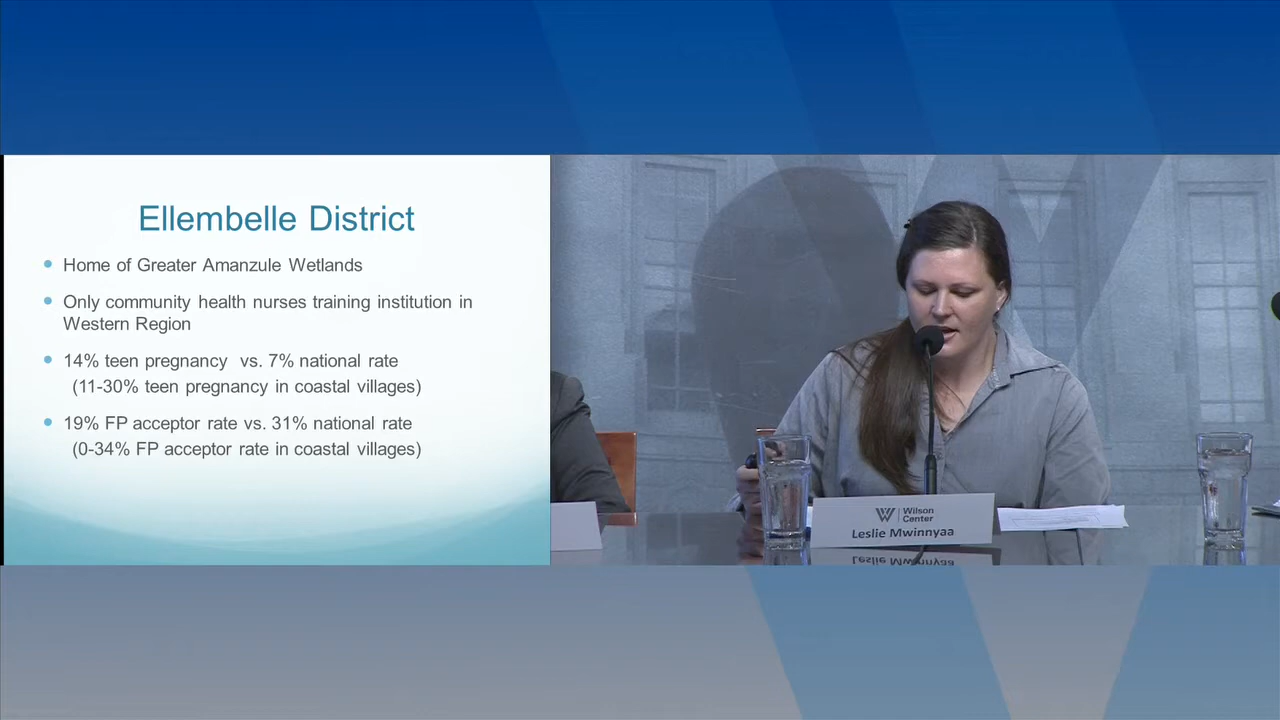 Ellembelle District
Home of Greater Amanzule Wetlands
Only community health nurses training institution in
Western Region
14% teen pregnancy vs. 7% national rate
(11-30% teen pregnancy in coastal villages)
19% FP acceptor rate vs. 31% national rate
(0-34% FP acceptor rate in coastal villages)
Wilson
Center
Leslie Mwinnyaa